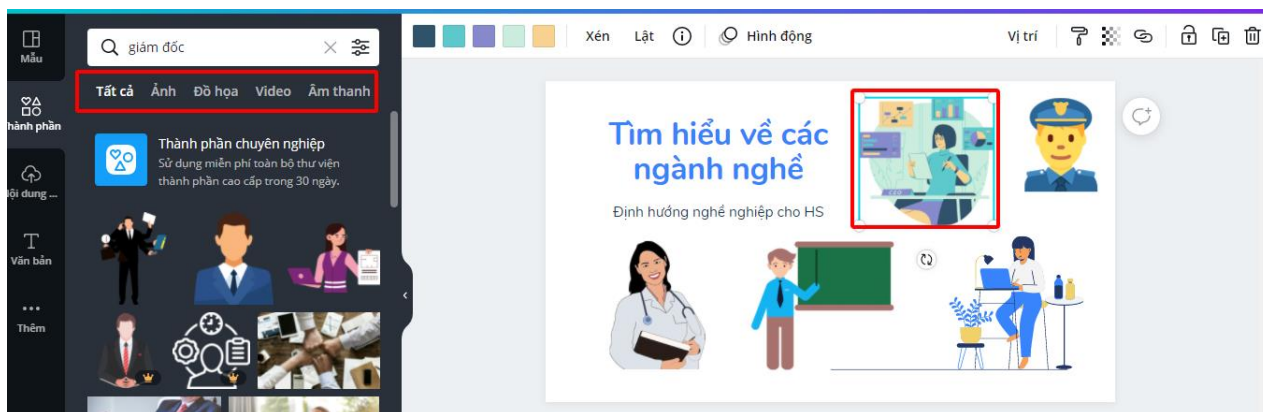 Mẫu
hành phần
ội dung ...
Văn bản
Thêm
giám đốc
Tất cả Ảnh Đồ họa Video Âm thanh
Thành phần chuyên nghiệp
Sử dụng miễn phí toàn bộ thư viện
thành phần cao cấp trong 30 ngày.
Xén Lật Hình động Vị trí
Tìm hiểu về các
ngành nghề
Định hướng nghề nghiệp cho HS
CEO